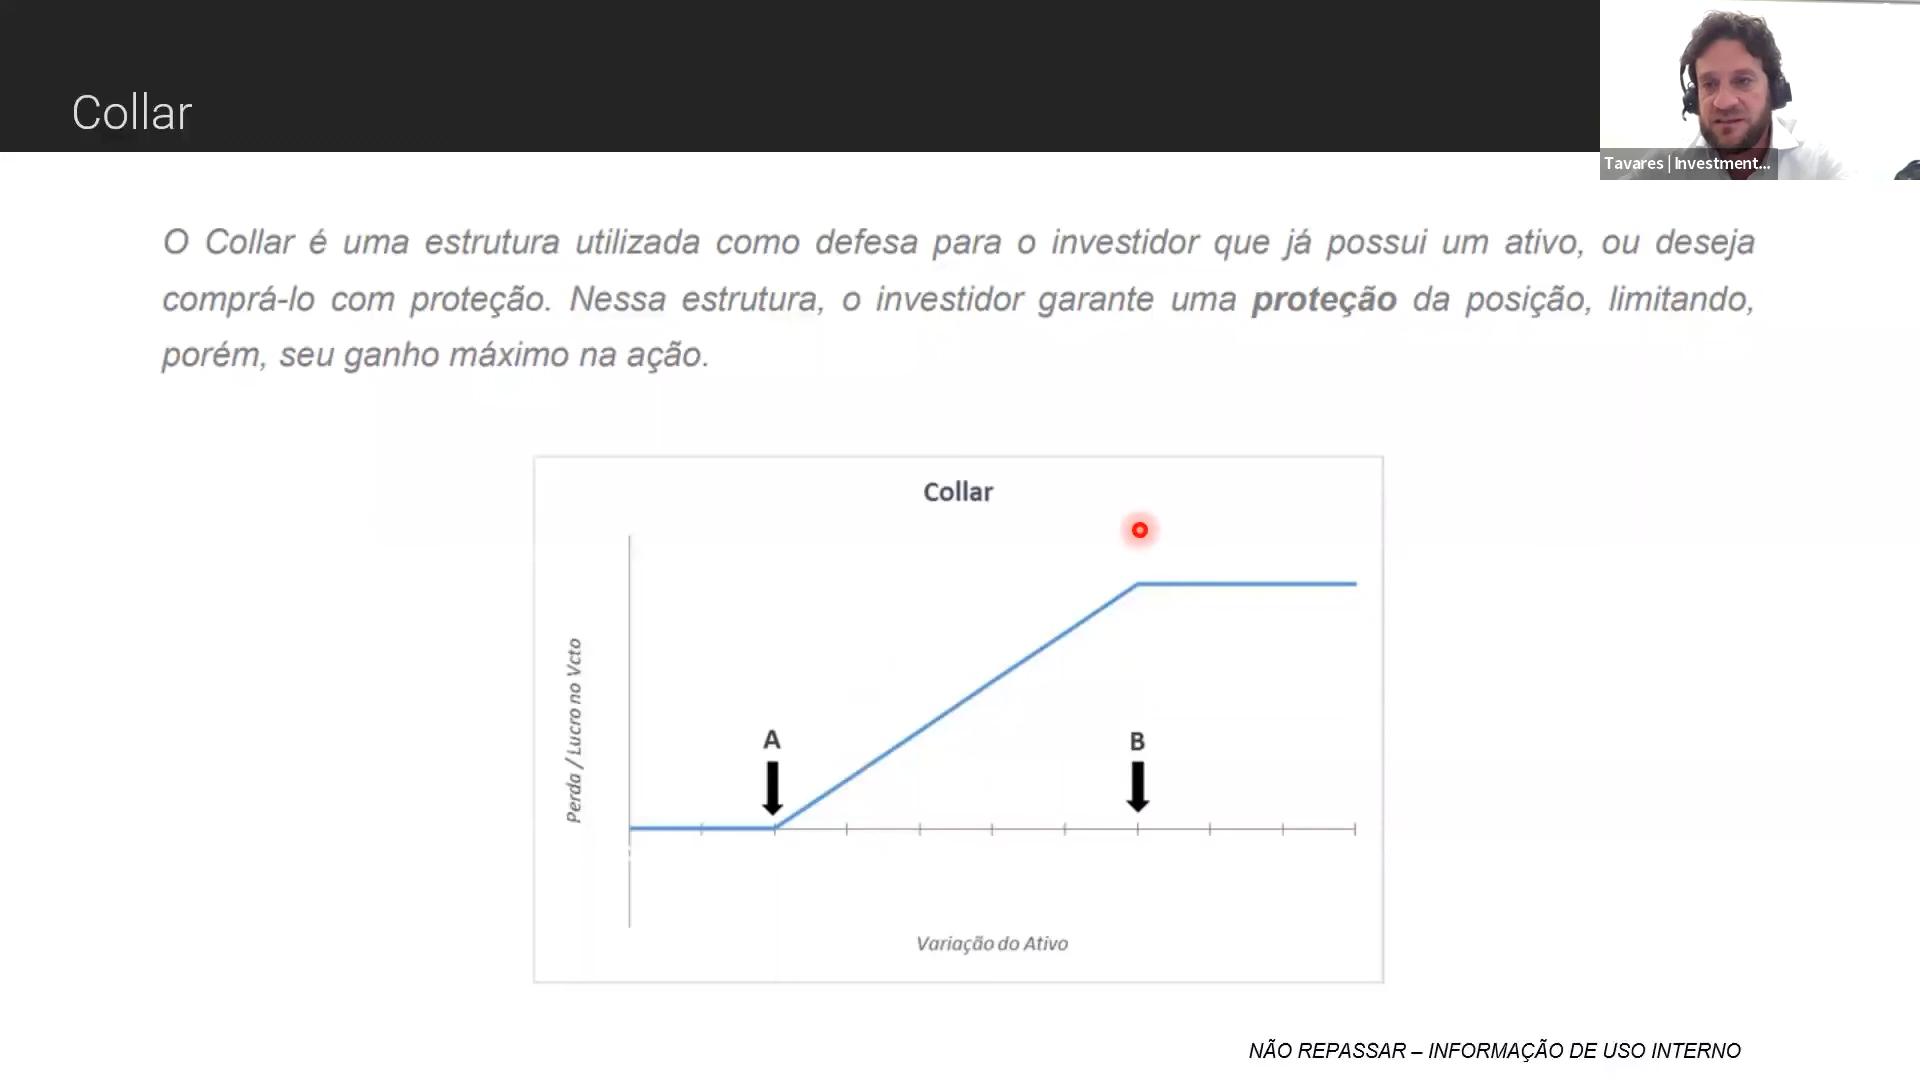 Collar
Tavares | Investment...
O Collar é uma estrutura utilizada como defesa para o investidor que já possui um ativo, ou deseja
comprá-lo com proteção. Nessa estrutura, o investidor garante uma proteção da posição, limitando,
porém, seu ganho máximo na ação.
Collar
Perda / Lucro no Vcto
A
B
Variação do Ativo
NÃO REPASSAR – INFORMAÇÃO DE USO INTERNO